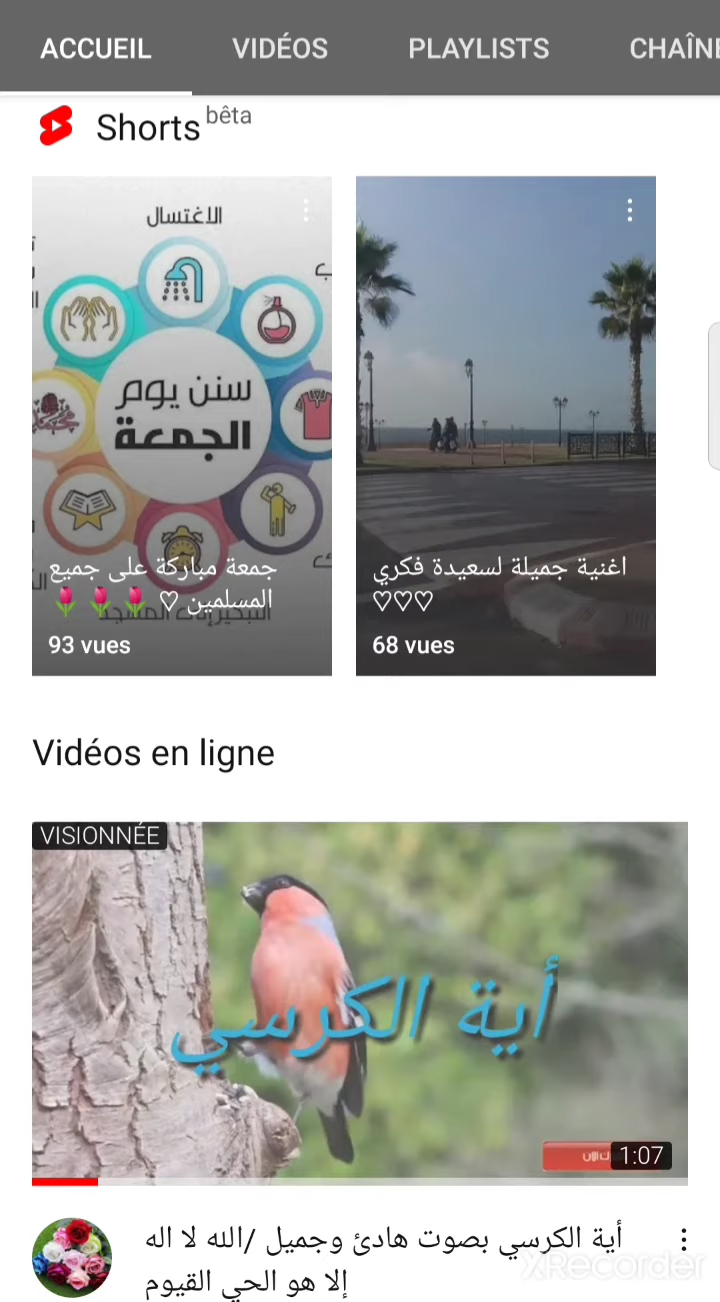 ACCUEIL
VIDÉOS
PLAYLISTS
CHAÎNE
Shorts bêta
الاغتسال
سنن يوم
الجمعة
جمعة مباركة على جميع
المسلمين ♡ 🌷 🌷 🌷
93 vues
اغنية جميلة لسعيدة فكري
♡♡♡
68 vues
Vidéos en ligne
VISIONNÉE
أية الكرسي
1:07
أية الكرسي بصوت هادئ وجميل /الله لا اله
إلا هو الحي القيوم
XRecorder